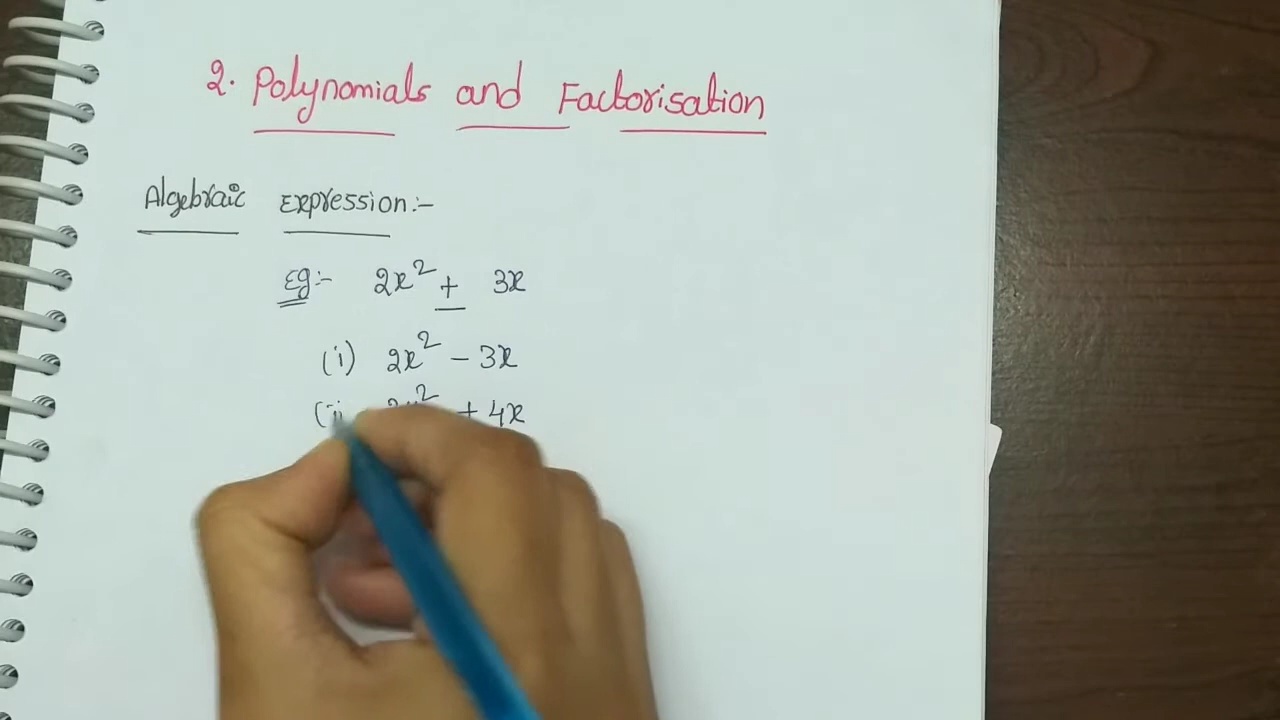 2. Polynomials and Factorisation
Algebraic Expression:-
Eg:- 2x² + 3x
(i) 2x² - 3x
+ 4x